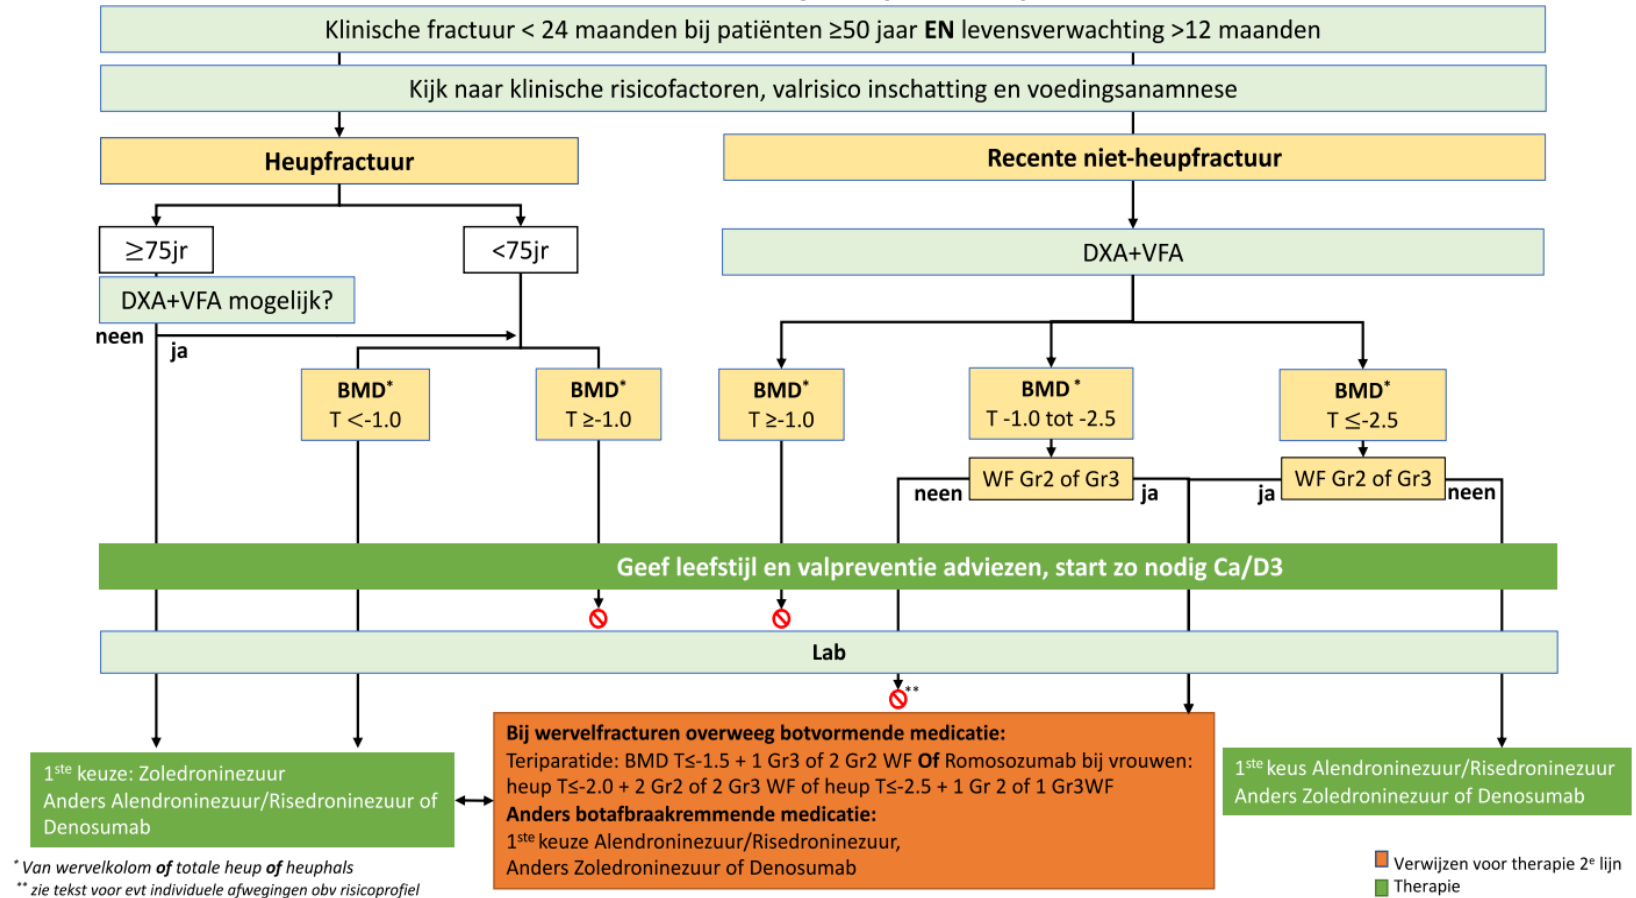 Klinische fractuur < 24 maanden bij patiënten ≥50 jaar EN levensverwachting >12 maanden
Kijk naar klinische risicofactoren, valrisico inschatting en voedingsanamnese
Heupfractuur
Recente niet-heupfractuur
≥75jr
<75jr
DXA+VFA
DXA+VFA mogelijk?
neen
ja
BMD*
T <-1.0
BMD*
T ≥-1.0
BMD*
T ≥-1.0
BMD *
T -1.0 tot -2.5
BMD*
T ≤-2.5
WF Gr2 of Gr3
WF Gr2 of Gr3
neen
ja
ja
neen
Geef leefstijl en valpreventie adviezen, start zo nodig Ca/D3
Lab
**
1ste keuze: Zoledroninezuur
Anders Alendroninezuur/Risedroninezuur of
Denosumab
Bij wervelfracturen overweeg botvormende medicatie:
Teriparatide: BMD T≤-1.5 + 1 Gr3 of 2 Gr2 WF Of Romosozumab bij vrouwen:
heup T≤-2.0 + 2 Gr2 of 2 Gr3 WF of heup T≤-2.5 + 1 Gr 2 of 1 Gr3WF
Anders botafbraakremmende medicatie:
1ste keuze Alendroninezuur/Risedroninezuur,
Anders Zoledroninezuur of Denosumab
1ste keus Alendroninezuur/Risedroninezuur
Anders Zoledroninezuur of Denosumab
* Van wervelkolom of totale heup of heuphals
** zie tekst voor evt individuele afwegingen obv risicoprofiel
Verwijzen voor therapie 2e lijn
Therapie